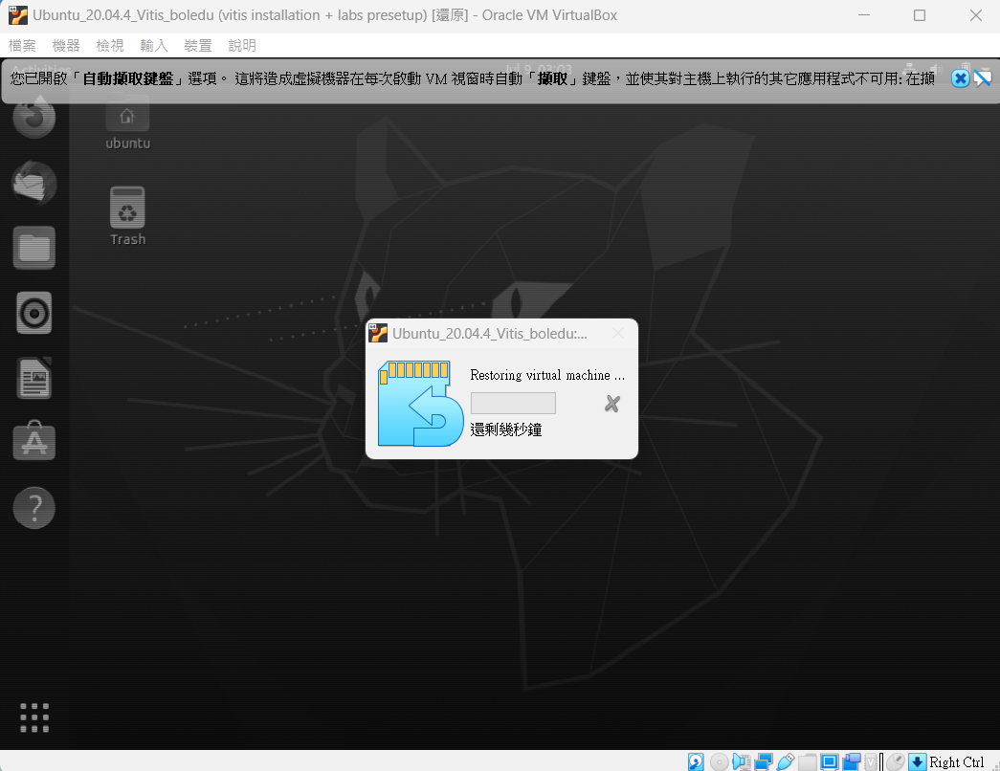 Ubuntu_20.04.4_Vitis_boledu (vitis installation + labs presetup) [還原] - Oracle VM VirtualBox
檔案 機器 檢視 輸入 裝置 說明
您已開啟「自動擷取鍵盤」選項。 這將造成虛擬機器在每次啟動 VM 視窗時自動「擷取」鍵盤，並使其對主機上執行的其它應用程式不可用: 在擷
ubuntu
Trash
Ubuntu_20.04.4_Vitis_boledu:...
Restoring virtual machine ...
還剩幾秒鐘
Right Ctrl